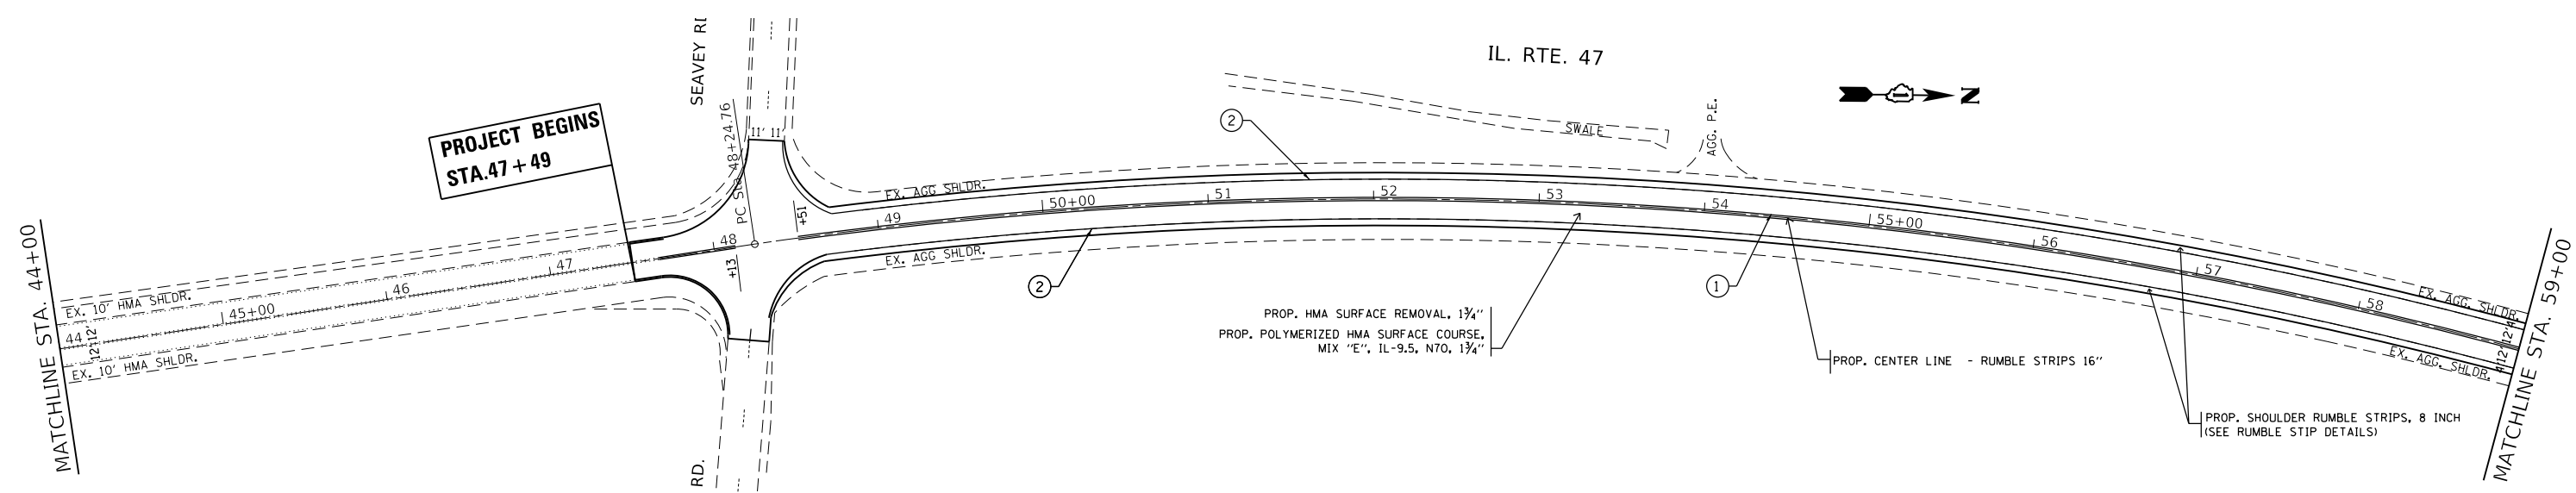 IL. RTE. 47
N
SEAVEY RD
PROJECT BEGINS
STA.47+49
PC Sta 48+24.76
11' 11'
+51
+13
EX. AGG SHLDR.
EX. AGG SHLDR.
2
2
SWALE
AGG. P.E.
MATCHLINE STA. 44+00
EX. 10' HMA SHLDR.
12' 12'
EX. 10' HMA SHLDR.
44
45+00
46
47
48
49
50+00
51
52
53
54
55+00
56
57
58
1
PROP. HMA SURFACE REMOVAL, 1¾"
PROP. POLYMERIZED HMA SURFACE COURSE,
MIX "E", IL-9.5, N70, 1¾"
PROP. CENTER LINE - RUMBLE STRIPS 16"
PROP. SHOULDER RUMBLE STRIPS, 8 INCH
(SEE RUMBLE STIP DETAILS)
EX. AGG. SHLDR.
4' 12' 12' 4'
EX. AGG. SHLDR.
MATCHLINE STA. 59+00
RD.